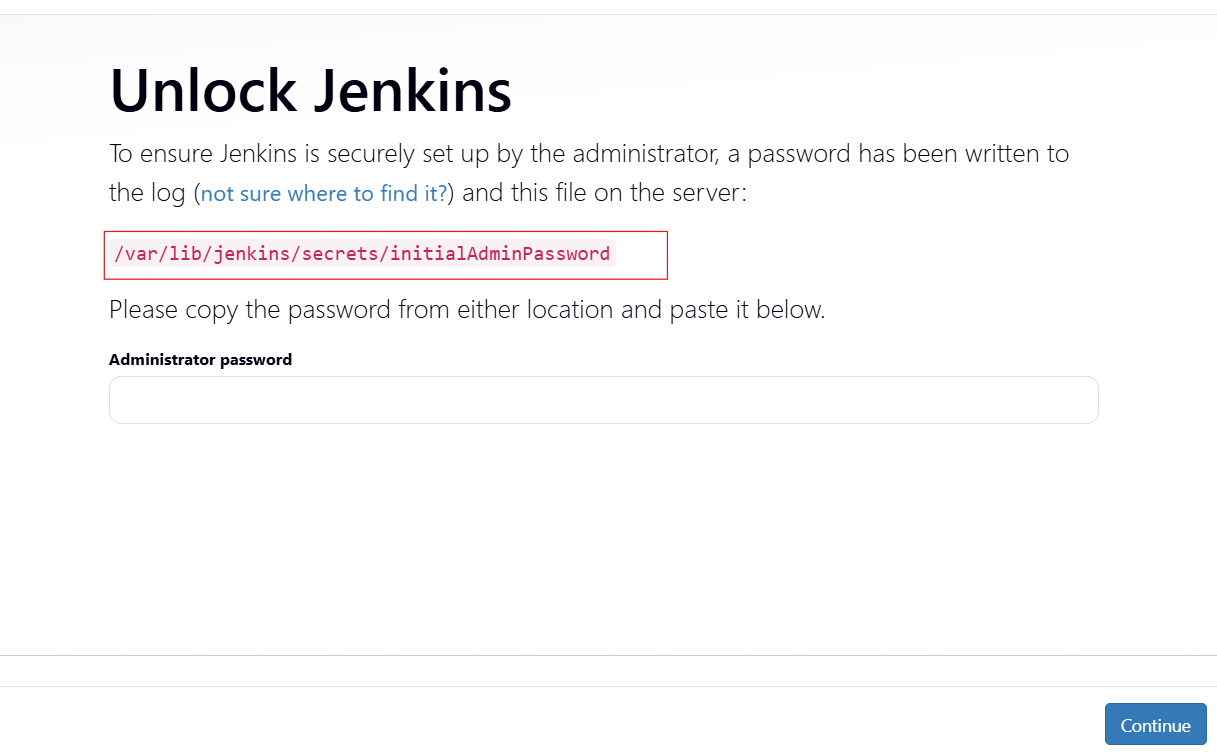 Unlock Jenkins
To ensure Jenkins is securely set up by the administrator, a password has been written to
the log (not sure where to find it?) and this file on the server:
/var/lib/jenkins/secrets/initialAdminPassword
Please copy the password from either location and paste it below.
Administrator password
Continue